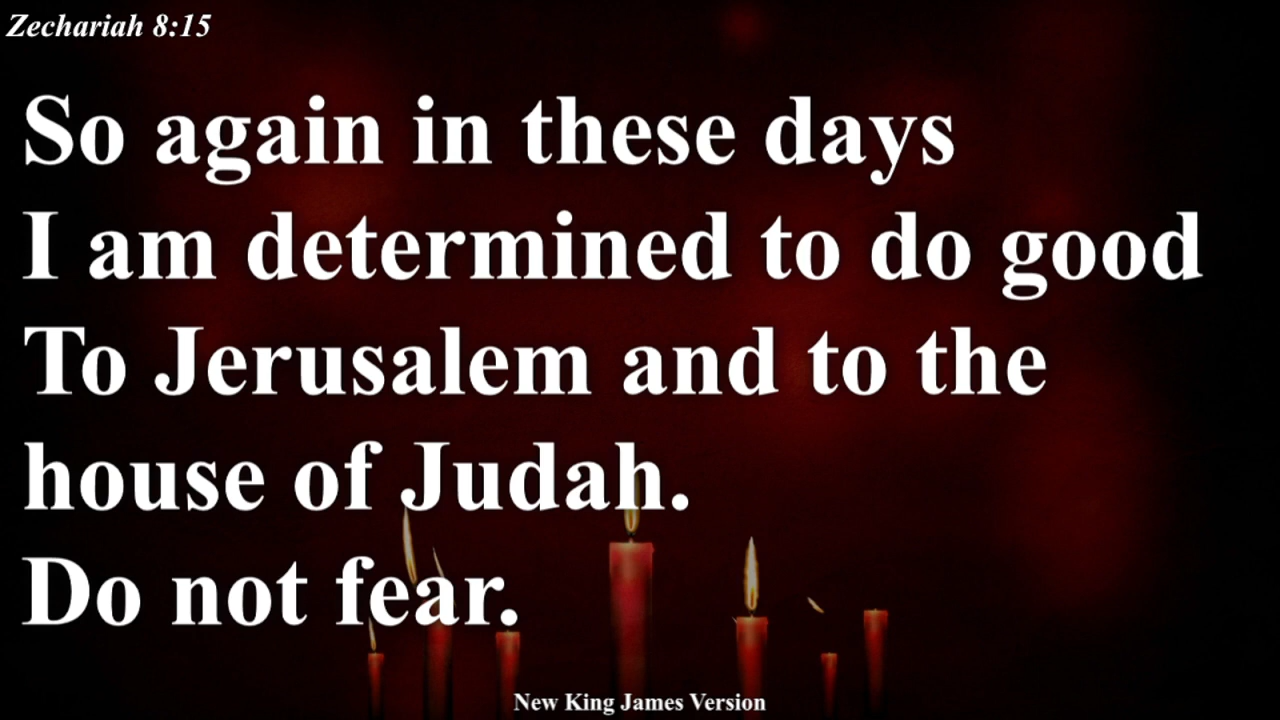 Zechariah 8:15
So again in these days
I am determined to do good
To Jerusalem and to the
house of Judah.
Do not fear.
New King James Version